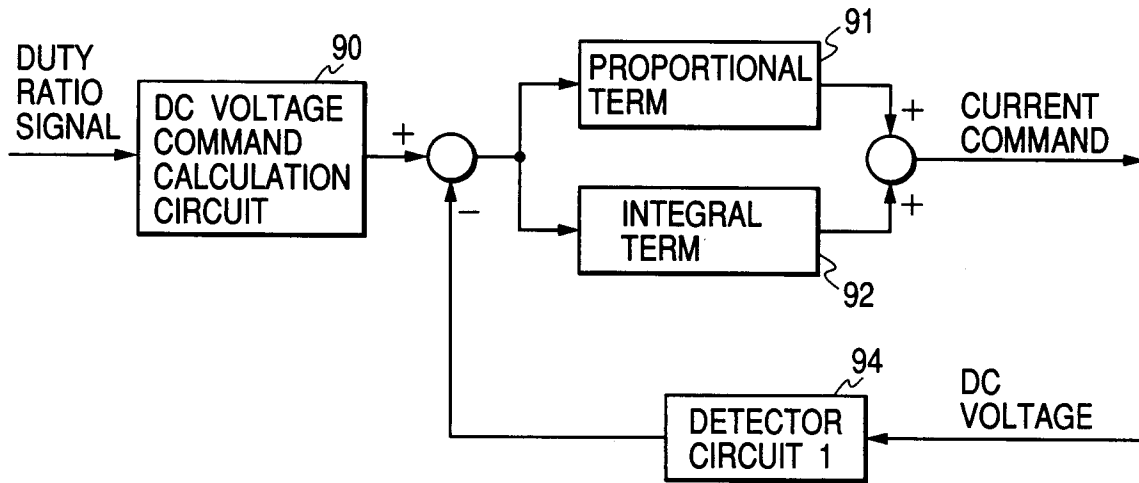 DUTY
RATIO
SIGNAL
90
DC VOLTAGE
COMMAND
CALCULATION
CIRCUIT
+
−
91
PROPORTIONAL
TERM
INTEGRAL
TERM
92
+
+
CURRENT
COMMAND
94
DETECTOR
CIRCUIT 1
DC
VOLTAGE